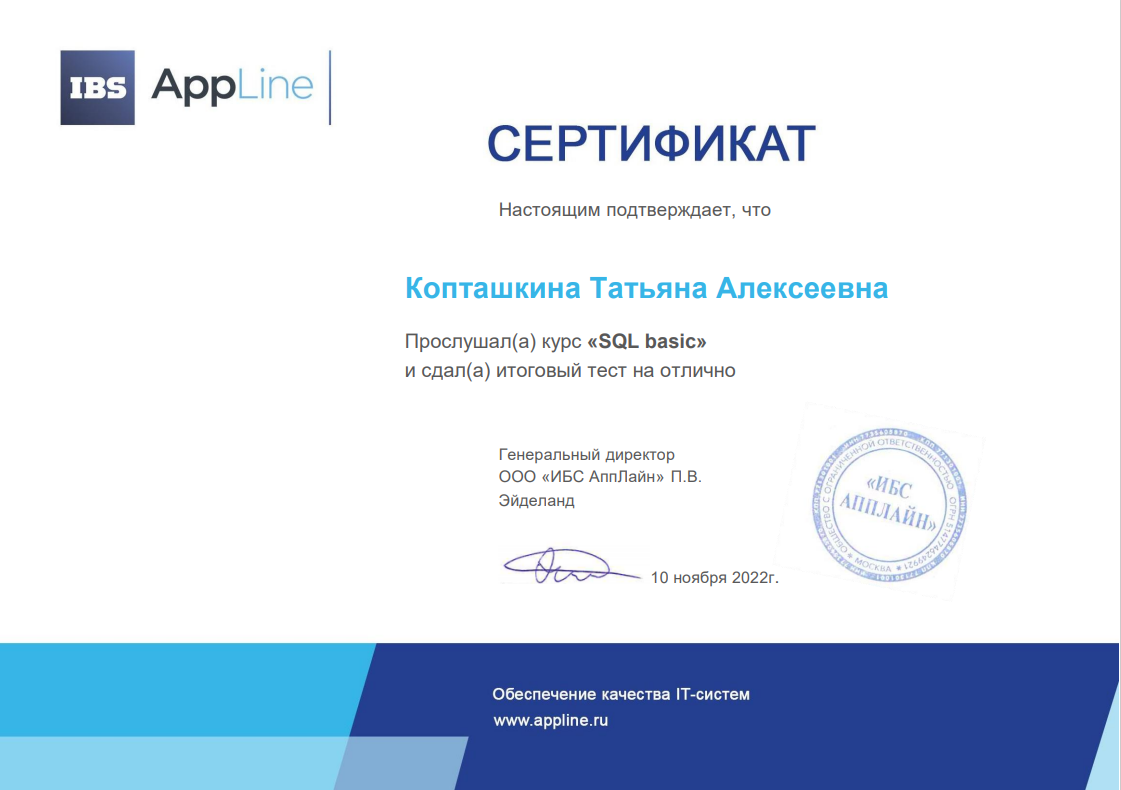 IBS AppLine
СЕРТИФИКАТ
Настоящим подтверждает, что
Копташкина Татьяна Алексеевна
Прослушал(а) курс «SQL basic»
и сдал(а) итоговый тест на отлично
Генеральный директор
ООО «ИБС АппЛайн» П.В.
Эйделанд
10 ноября 2022г.
ОБЩЕСТВО С ОГРАНИЧЕННОЙ ОТВЕТСТВЕННОСТЬЮ
«ИБС
АППЛАЙН»
МОСКВА
Обеспечение качества IT-систем
www.appline.ru